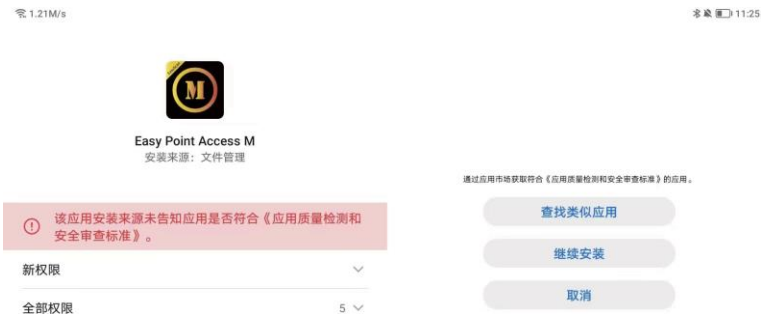 1.21M/s
11:25
M
Easy Point Access M
安装来源：文件管理
该应用安装来源未告知应用是否符合《应用质量检测和
安全审查标准》。
新权限
全部权限 5
通过应用市场获取符合《应用质量检测和安全审查标准》的应用。
查找类似应用
继续安装
取消